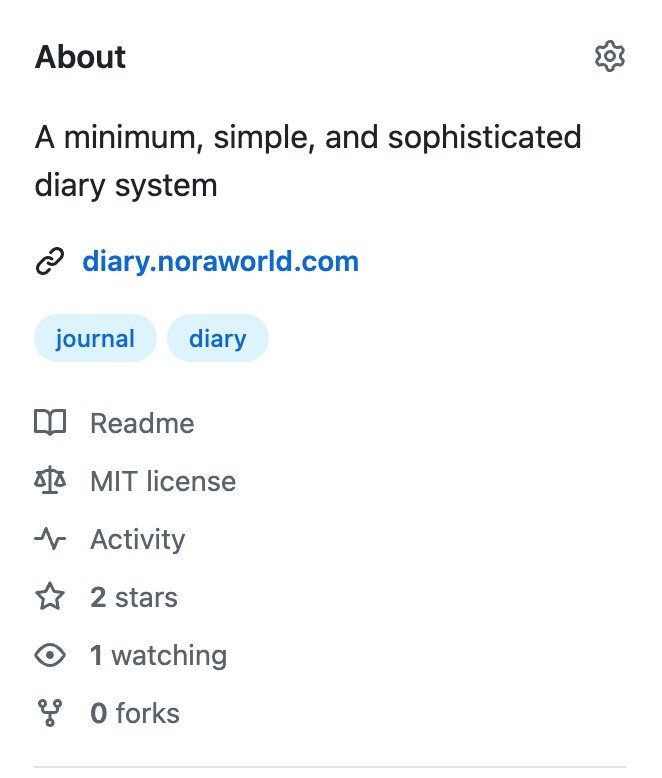 About
A minimum, simple, and sophisticated
diary system
diary.noraworld.com
journal diary
Readme
MIT license
Activity
2 stars
1 watching
0 forks